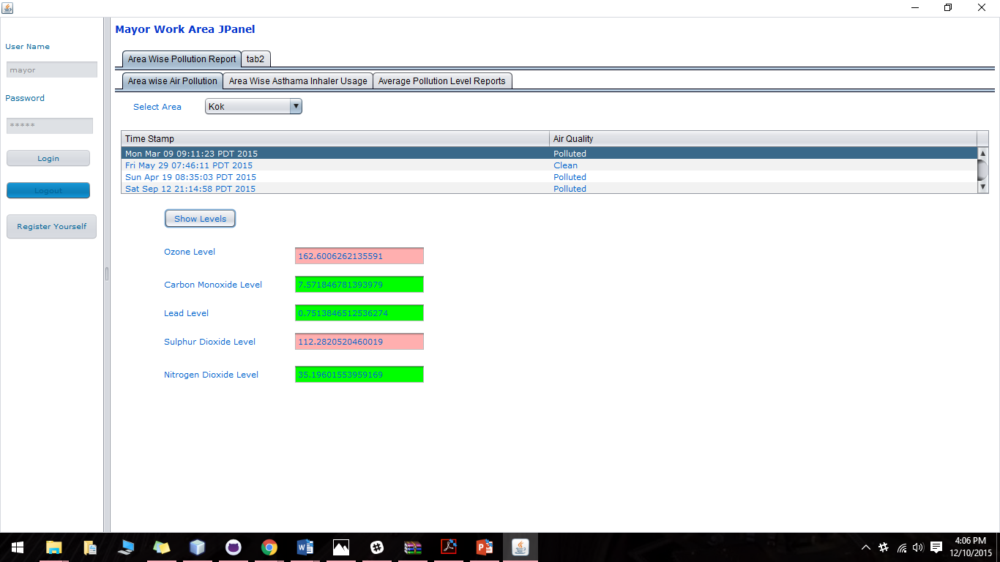 Mayor Work Area JPanel
User Name
mayor
Password
*****
Login
Logout
Register Yourself
Area Wise Pollution Report tab2
Area wise Air Pollution Area Wise Asthama Inhaler Usage Average Pollution Level Reports
Select Area Kok
Time Stamp Air Quality
Mon Mar 09 09:11:23 PDT 2015 Polluted
Fri May 29 07:46:11 PDT 2015 Clean
Sun Apr 19 08:35:03 PDT 2015 Polluted
Sat Sep 12 21:14:58 PDT 2015 Polluted
Show Levels
Ozone Level 162.6006262135591
Carbon Monoxide Level 7.571846781393979
Lead Level 0.7513846512536274
Sulphur Dioxide Level 112.2820520460019
Nitrogen Dioxide Level 35.19601553959169
4:06 PM
12/10/2015